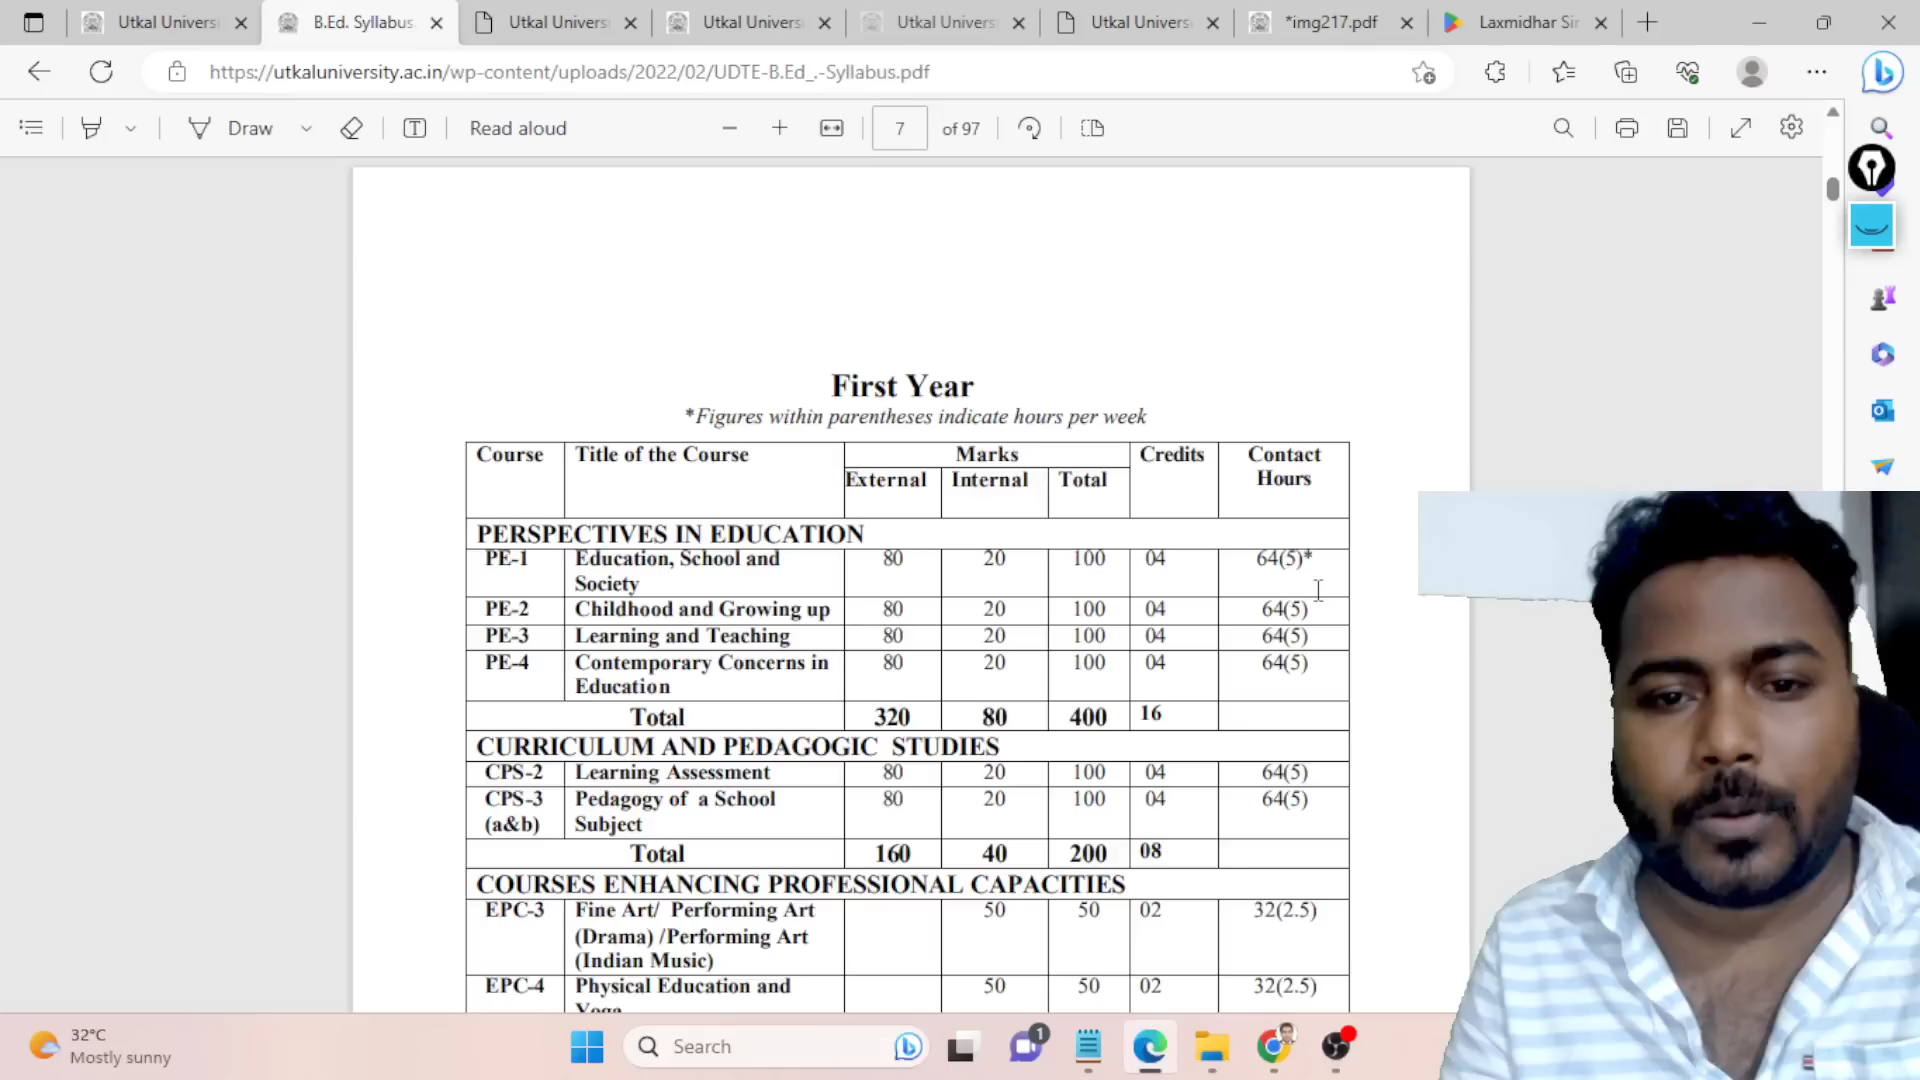 Utkal Univers
B.Ed. Syllabus
Utkal Univers
Utkal Univers
Utkal Univers
Utkal Univers
*img217.pdf
Laxmidhar Sir
https://utkaluniversity.ac.in/wp-content/uploads/2022/02/UDTE-B.Ed_.-Syllabus.pdf
Draw
Read aloud
7 of 97
First Year
*Figures within parentheses indicate hours per week
Course Title of the Course Marks Credits Contact Hours
External Internal Total
PERSPECTIVES IN EDUCATION
PE-1 Education, School and Society 80 20 100 04 64(5)*
PE-2 Childhood and Growing up 80 20 100 04 64(5)
PE-3 Learning and Teaching 80 20 100 04 64(5)
PE-4 Contemporary Concerns in Education 80 20 100 04 64(5)
Total 320 80 400 16
CURRICULUM AND PEDAGOGIC STUDIES
CPS-2 Learning Assessment 80 20 100 04 64(5)
CPS-3 (a&b) Pedagogy of a School Subject 80 20 100 04 64(5)
Total 160 40 200 08
COURSES ENHANCING PROFESSIONAL CAPACITIES
EPC-3 Fine Art/ Performing Art (Drama) /Performing Art (Indian Music) 50 50 02 32(2.5)
EPC-4 Physical Education and Yoga 50 50 02 32(2.5)
32°C
Mostly sunny
Search
1